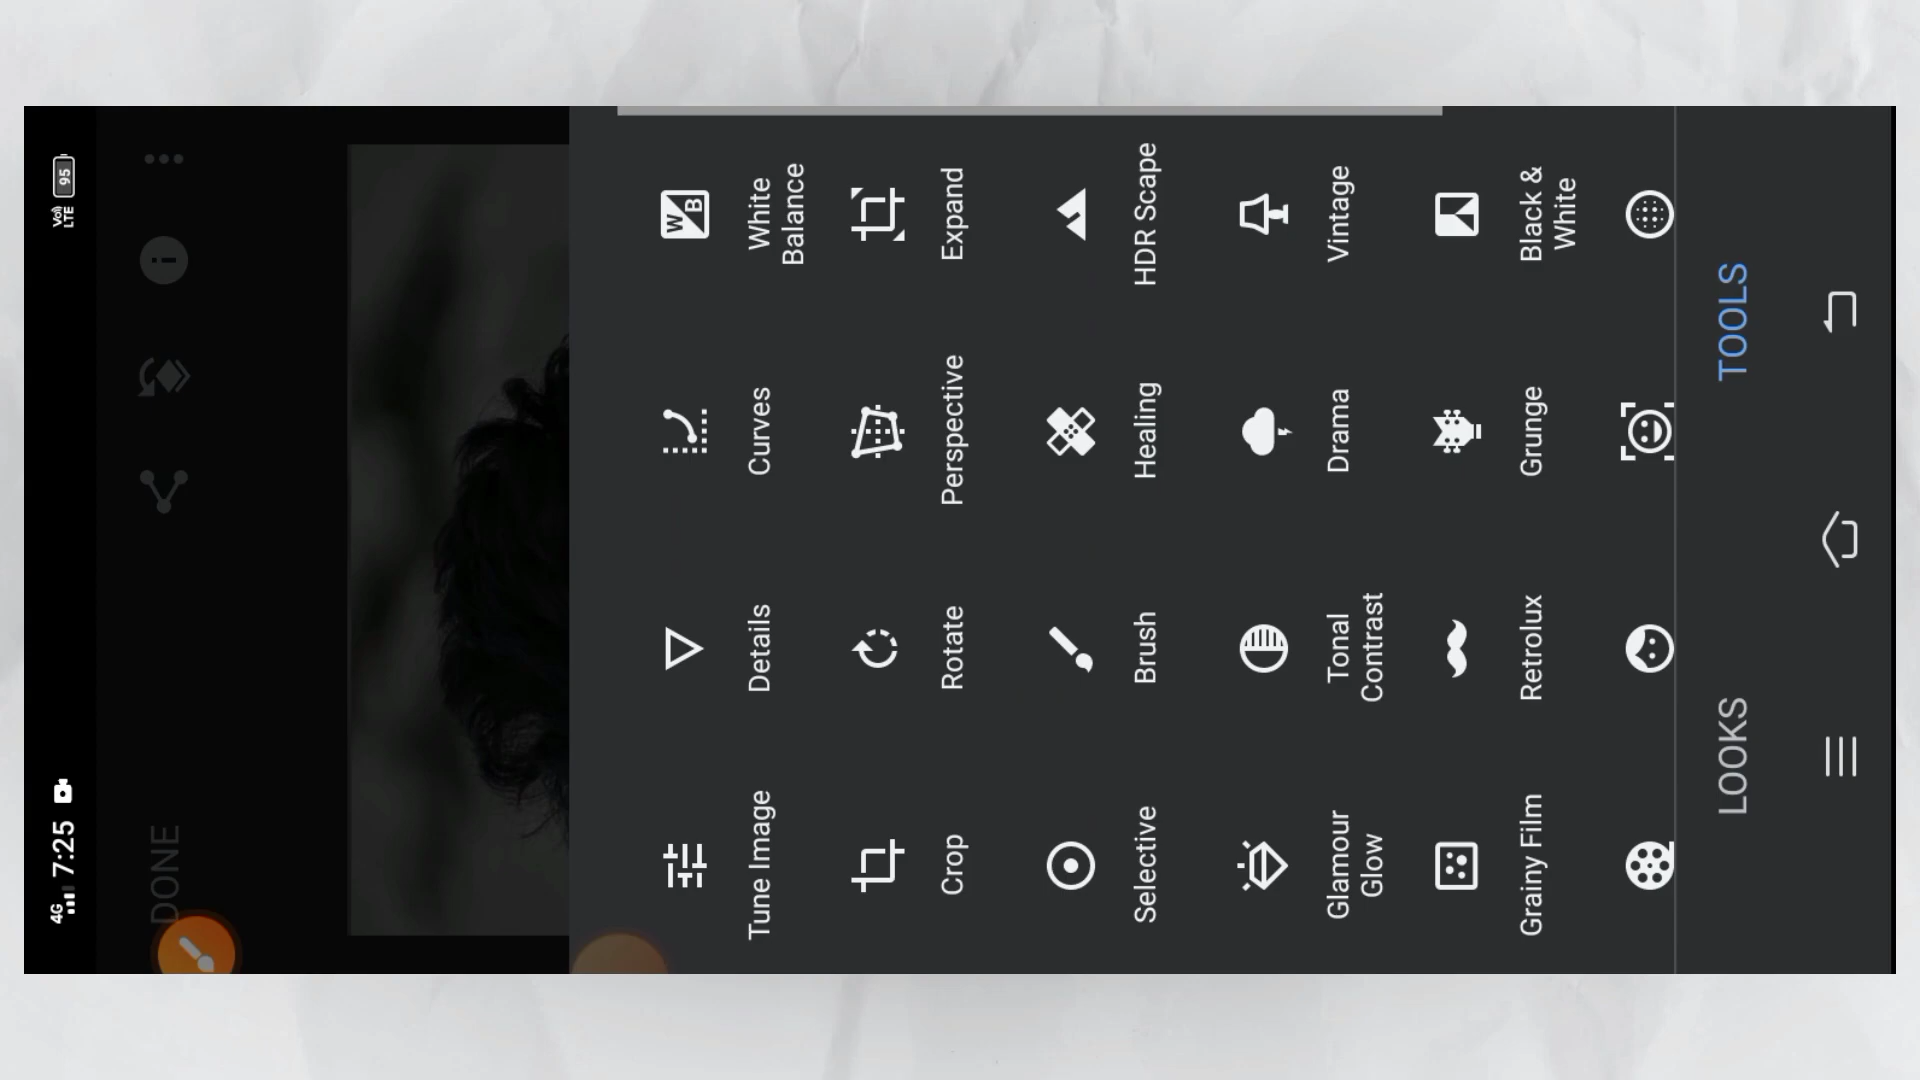 4G 7:25
Vo)
LTE
95
DONE
Tune Image
Details
Curves
W
B
White
Balance
Crop
Rotate
Perspective
Expand
Selective
Brush
Healing
HDR Scape
Glamour
Glow
Tonal
Contrast
Drama
Vintage
Grainy Film
Retrolux
Grunge
Black &
White
LOOKS
TOOLS